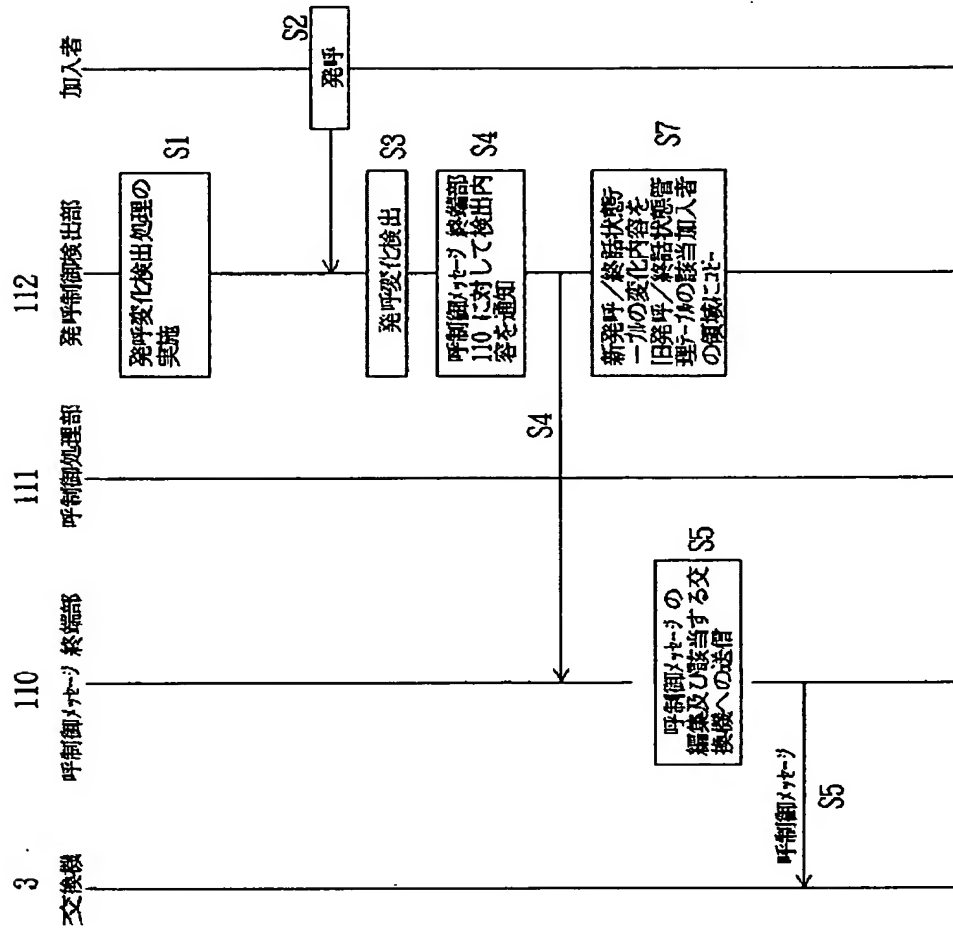 3
交換機
110
呼制御ﾒｯｾｰｼﾞ 終端部
111
呼制御処理部
112
発呼制御検出部
加入者
発呼変化検出処理の
実施
S1
S2
発呼
発呼変化検出
S3
呼制御ﾒｯｾｰｼﾞ 終端部
110 に対して検出内
容を通知
S4
S4
新発呼／終話状態ﾃ
ｰﾌﾞﾙの変化内容を
旧発呼／終話状態管
理ﾃｰﾌﾞﾙの該当加入者
の領域にｺﾋﾟｰ
S7
呼制御ﾒｯｾｰｼﾞ の
編集及び該当する交
換機への送信
S5
呼制御ﾒｯｾｰｼﾞ
S5